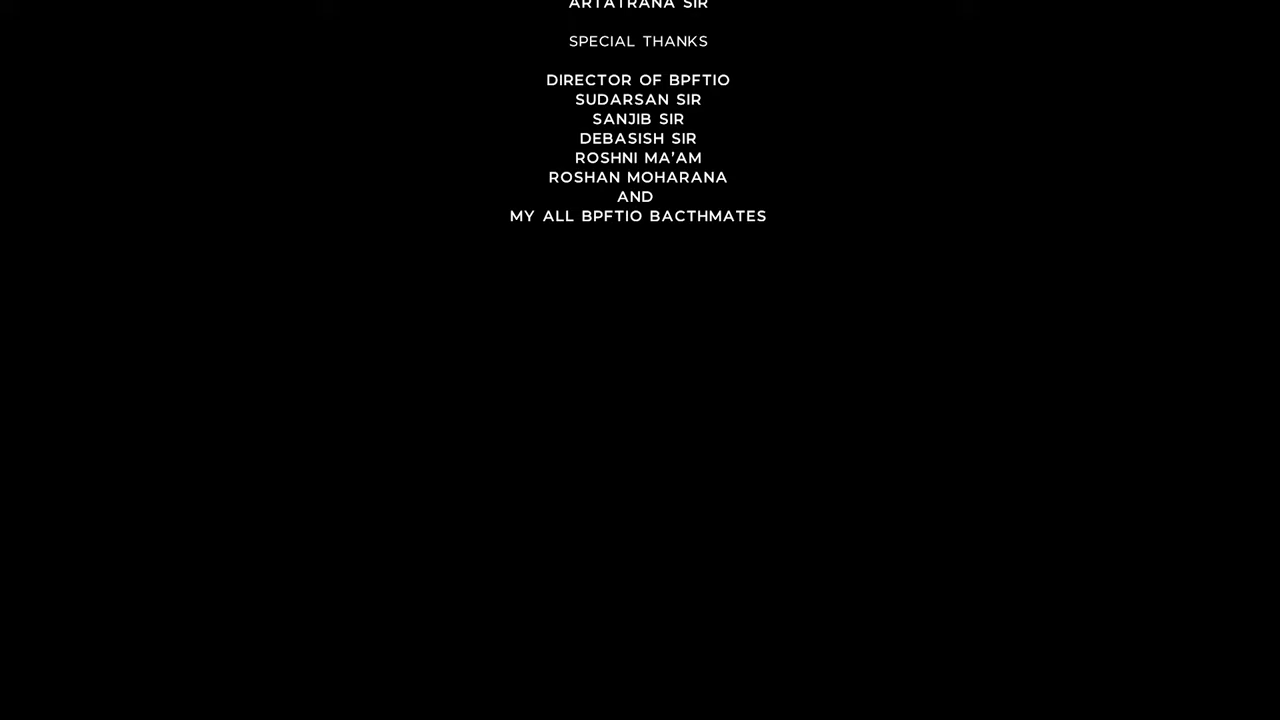 ARTATRANA SIR
SPECIAL THANKS
DIRECTOR OF BPFTIO
SUDARSAN SIR
SANJIB SIR
DEBASISH SIR
ROSHNI MA'AM
ROSHAN MOHARANA
AND
MY ALL BPFTIO BACTHMATES